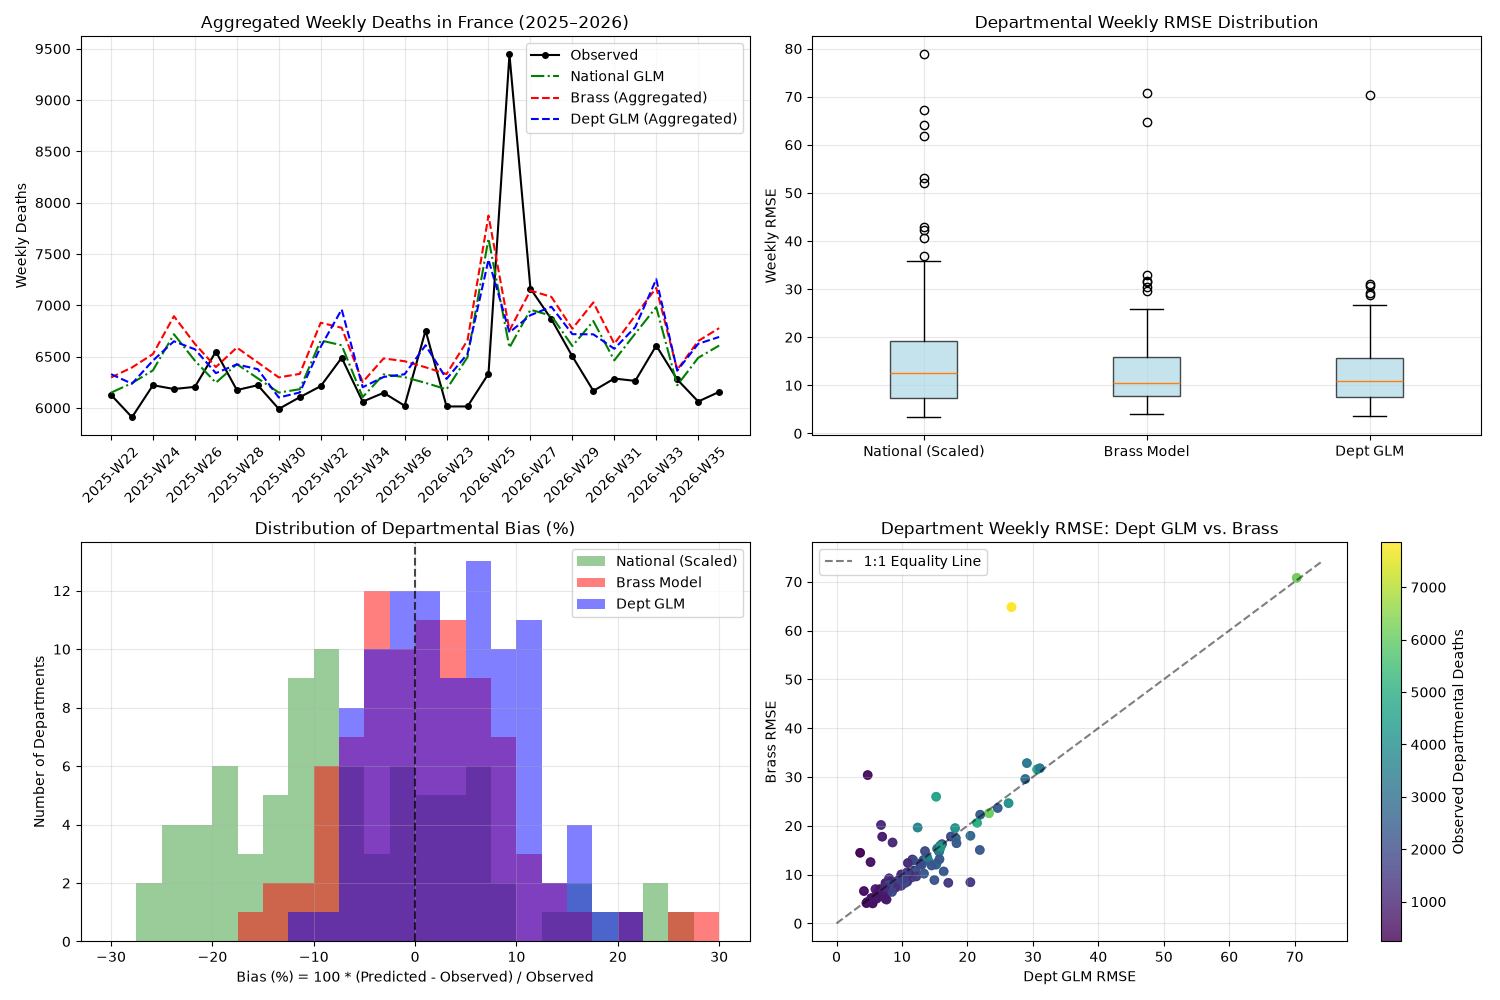 Aggregated Weekly Deaths in France (2025–2026)
Weekly Deaths
9500
9000
8500
8000
7500
7000
6500
6000
Observed
National GLM
Brass (Aggregated)
Dept GLM (Aggregated)
2025-W22
2025-W24
2025-W26
2025-W28
2025-W30
2025-W32
2025-W34
2025-W36
2026-W23
2026-W25
2026-W27
2026-W29
2026-W31
2026-W33
2026-W35
Departmental Weekly RMSE Distribution
Weekly RMSE
80
70
60
50
40
30
20
10
0
National (Scaled)
Brass Model
Dept GLM
Distribution of Departmental Bias (%)
Number of Departments
12
10
8
6
4
2
0
National (Scaled)
Brass Model
Dept GLM
−30
−20
−10
0
10
20
30
Bias (%) = 100 * (Predicted - Observed) / Observed
Department Weekly RMSE: Dept GLM vs. Brass
Brass RMSE
70
60
50
40
30
20
10
0
1:1 Equality Line
0
10
20
30
40
50
60
70
Dept GLM RMSE
7000
6000
5000
4000
3000
2000
1000
Observed Departmental Deaths